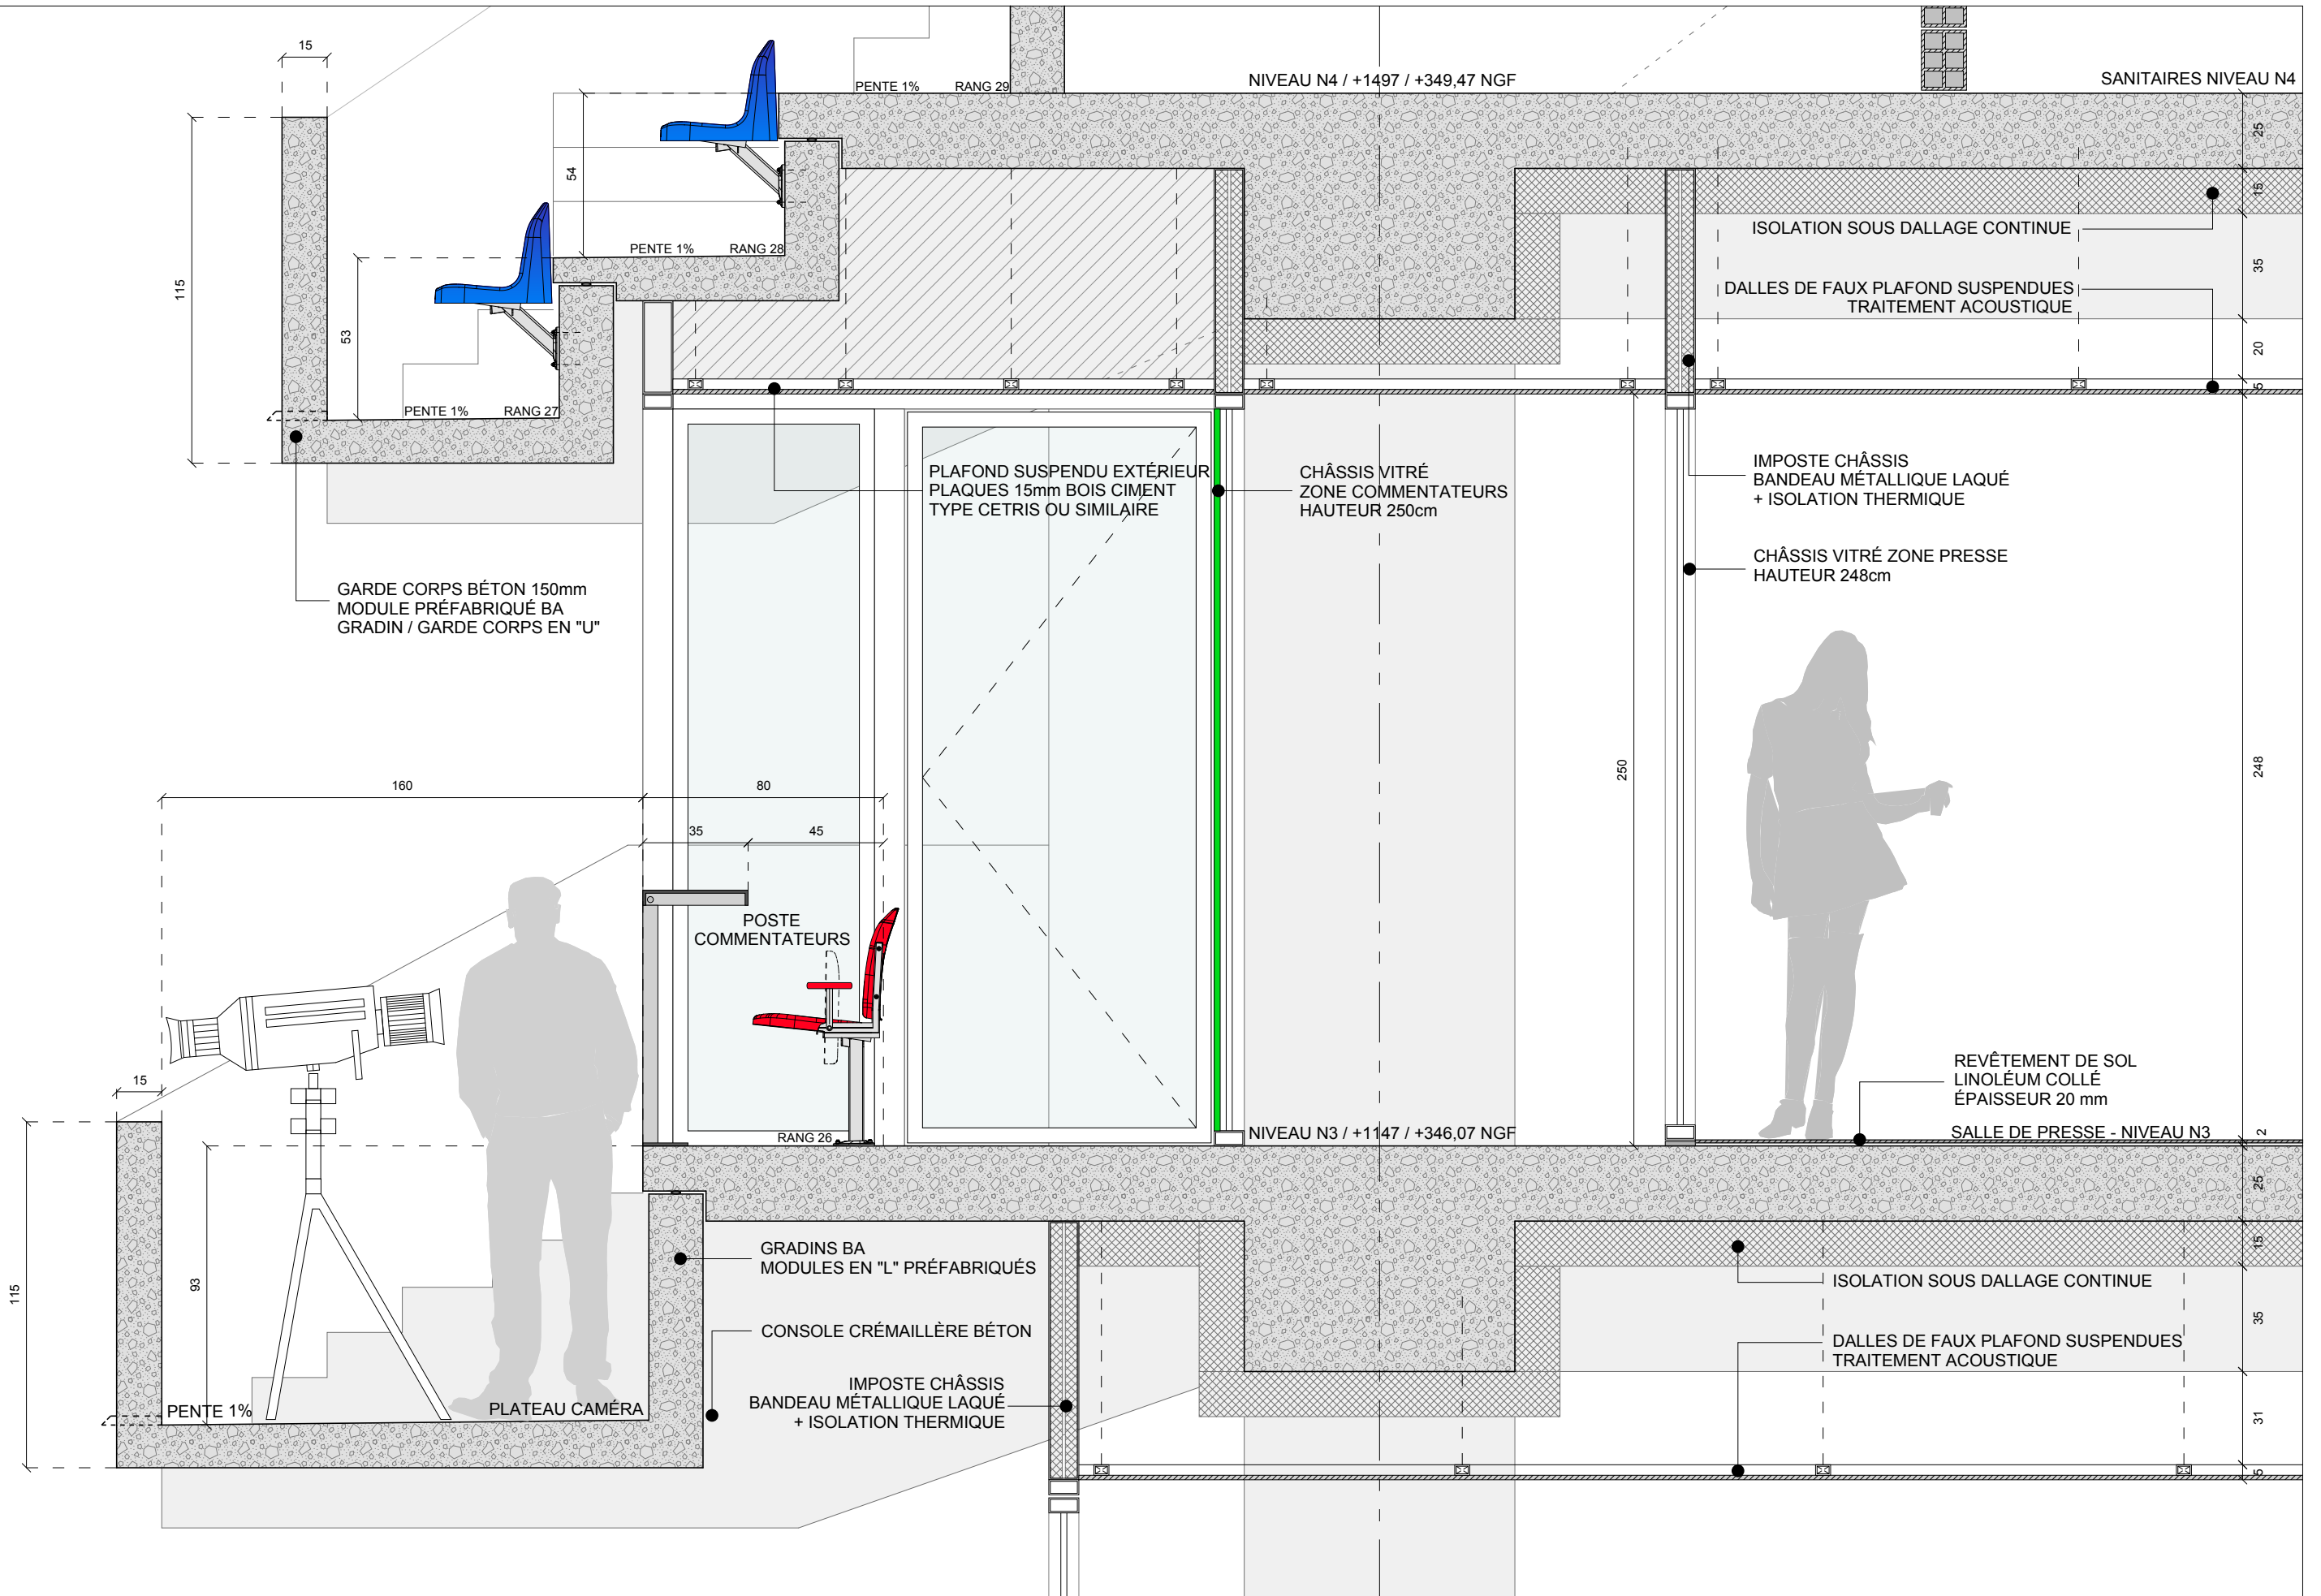 15
PENTE 1%
RANG 29
NIVEAU N4 / +1497 / +349,47 NGF
SANITAIRES NIVEAU N4
25
54
15
115
PENTE 1%
RANG 28
ISOLATION SOUS DALLAGE CONTINUE
35
53
DALLES DE FAUX PLAFOND SUSPENDUES
TRAITEMENT ACOUSTIQUE
20
5
PENTE 1%
RANG 27
PLAFOND SUSPENDU EXTÉRIEUR
PLAQUES 15mm BOIS CIMENT
TYPE CETRIS OU SIMILAIRE
CHÂSSIS VITRÉ
ZONE COMMENTATEURS
HAUTEUR 250cm
IMPOSTE CHÂSSIS
BANDEAU MÉTALLIQUE LAQUÉ
+ ISOLATION THERMIQUE
CHÂSSIS VITRÉ ZONE PRESSE
HAUTEUR 248cm
GARDE CORPS BÉTON 150mm
MODULE PRÉFABRIQUÉ BA
GRADIN / GARDE CORPS EN "U"
160
80
250
248
35
45
POSTE
COMMENTATEURS
15
REVÊTEMENT DE SOL
LINOLÉUM COLLÉ
ÉPAISSEUR 20 mm
RANG 26
NIVEAU N3 / +1147 / +346,07 NGF
SALLE DE PRESSE - NIVEAU N3
2
25
115
93
GRADINS BA
MODULES EN "L" PRÉFABRIQUÉS
15
ISOLATION SOUS DALLAGE CONTINUE
35
CONSOLE CRÉMAILLÈRE BÉTON
DALLES DE FAUX PLAFOND SUSPENDUES
TRAITEMENT ACOUSTIQUE
IMPOSTE CHÂSSIS
BANDEAU MÉTALLIQUE LAQUÉ
+ ISOLATION THERMIQUE
PENTE 1%
PLATEAU CAMÉRA
31
5